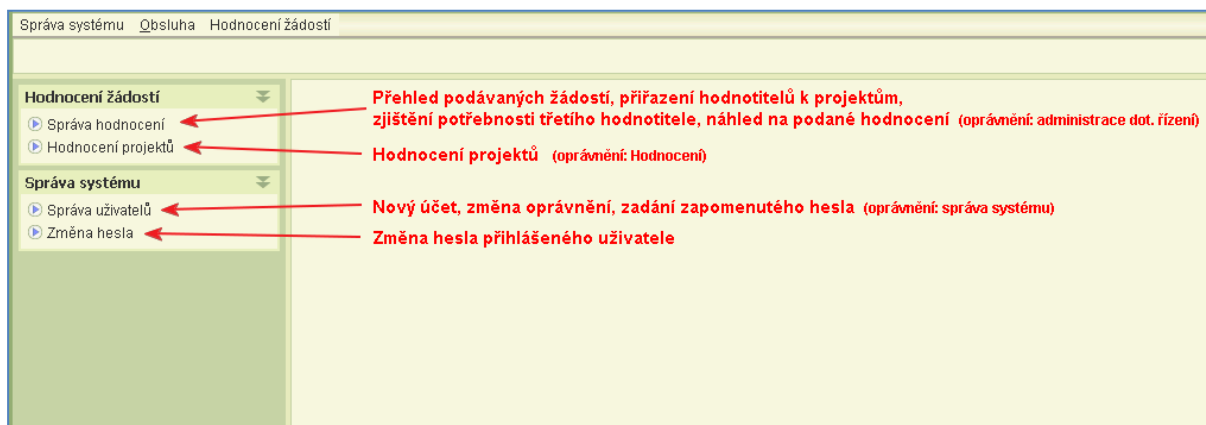 Správa systému Obsluha Hodnocení žádostí
Hodnocení žádostí
Správa hodnocení
Hodnocení projektů
Správa systému
Správa uživatelů
Změna hesla
Přehled podávaných žádostí, přiřazení hodnotitelů k projektům,
zjištění potřebnosti třetího hodnotitele, náhled na podané hodnocení (oprávnění: administrace dot. řízení)
Hodnocení projektů (oprávnění: Hodnocení)
Nový účet, změna oprávnění, zadání zapomenutého hesla (oprávnění: správa systému)
Změna hesla přihlášeného uživatele